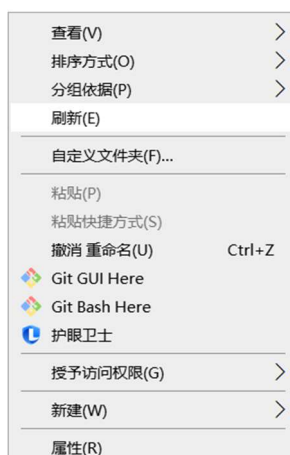 查看(V)
排序方式(O)
分组依据(P)
刷新(E)
自定义文件夹(F)...
粘贴(P)
粘贴快捷方式(S)
撤消 重命名(U) Ctrl+Z
Git GUI Here
Git Bash Here
护眼卫士
授予访问权限(G)
新建(W)
属性(R)